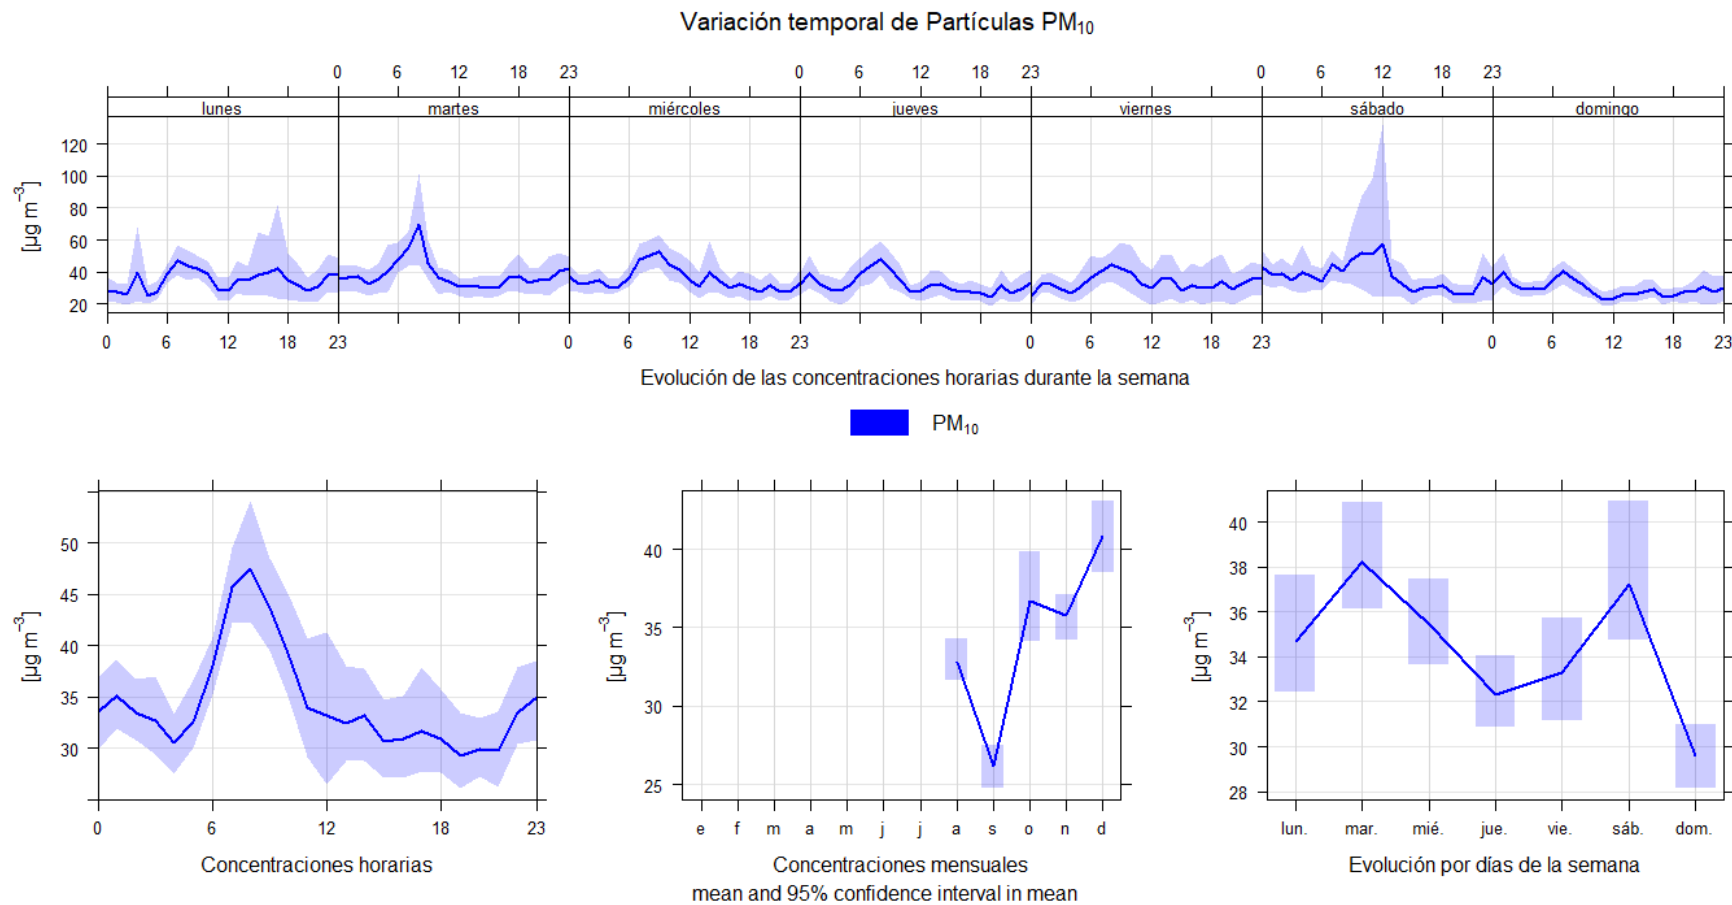 Variación temporal de Partículas PM₁₀
0 6 12 18 23 0 6 12 18 23 0 6 12 18 23
lunes martes miércoles jueves viernes sábado domingo
120
100
80
60
40
20
[µg m⁻³]
0 6 12 18 23 0 6 12 18 23 0 6 12 18 23 0 6 12 18 23
Evolución de las concentraciones horarias durante la semana
PM₁₀
50
45
40
35
30
[µg m⁻³]
0 6 12 18 23
Concentraciones horarias
40
35
30
25
[µg m⁻³]
e f m a m j j a s o n d
Concentraciones mensuales
mean and 95% confidence interval in mean
40
38
36
34
32
30
28
[µg m⁻³]
lun. mar. mié. jue. vie. sáb. dom.
Evolución por días de la semana